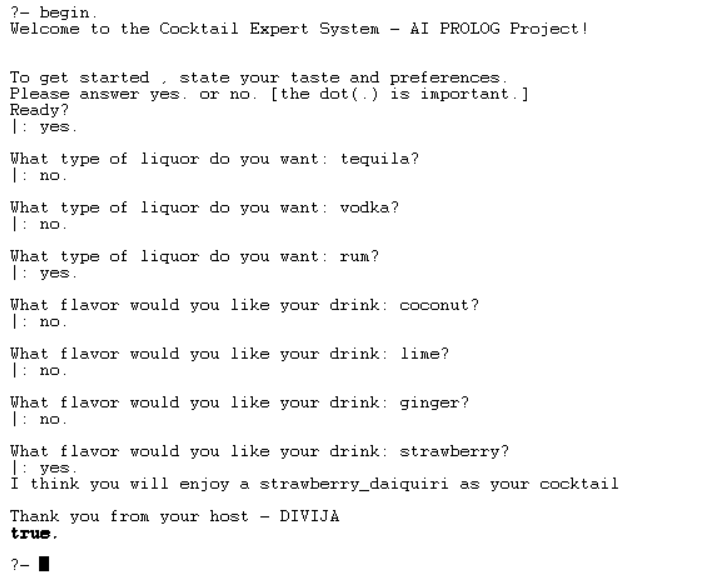 ?- begin.
Welcome to the Cocktail Expert System - AI PROLOG Project!
To get started , state your taste and preferences.
Please answer yes. or no. [the dot(.) is important.]
Ready?
|: yes.
What type of liquor do you want: tequila?
|: no.
What type of liquor do you want: vodka?
|: no.
What type of liquor do you want: rum?
|: yes.
What flavor would you like your drink: coconut?
|: no.
What flavor would you like your drink: lime?
|: no.
What flavor would you like your drink: ginger?
|: no.
What flavor would you like your drink: strawberry?
|: yes.
I think you will enjoy a strawberry_daiquiri as your cocktail
Thank you from your host - DIVIJA
true.
?-